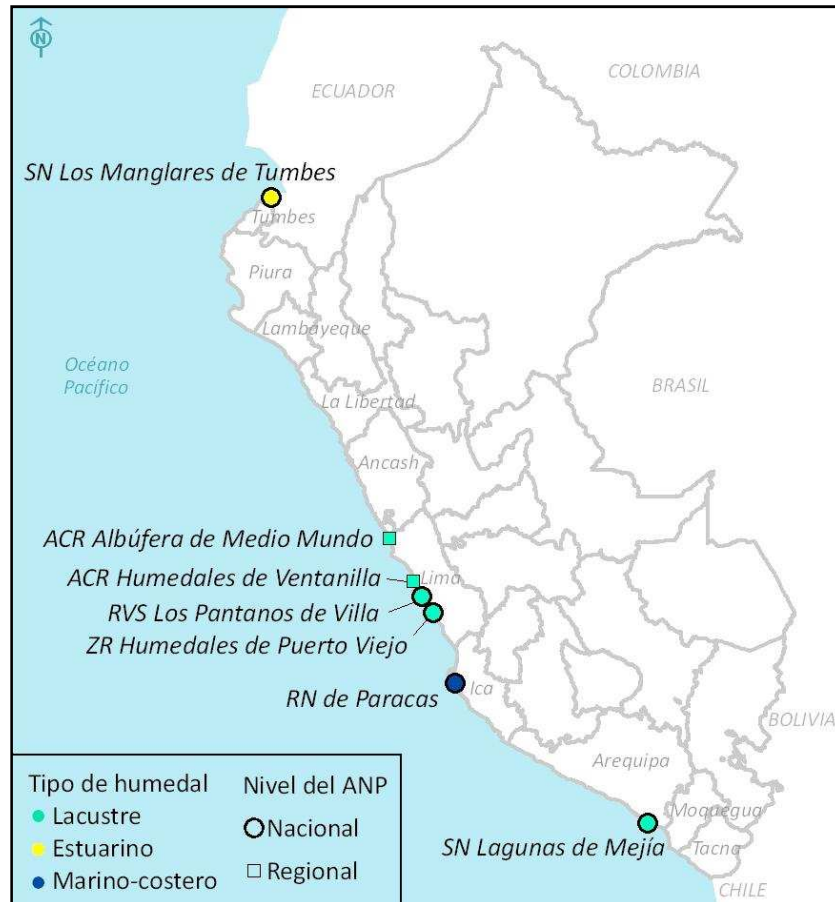 N
COLOMBIA
ECUADOR
SN Los Manglares de Tumbes
Tumbes
Piura
Lambayeque
Océano
Pacífico
BRASIL
La Libertad
Ancash
ACR Albúfera de Medio Mundo
ACR Humedales de Ventanilla
Lima
RVS Los Pantanos de Villa
ZR Humedales de Puerto Viejo
RN de Paracas
Ica
BOLIVIA
Arequipa
Moquegua
SN Lagunas de Mejía
Tacna
CHILE
Tipo de humedal
Lacustre
Estuarino
Marino-costero
Nivel del ANP
Nacional
Regional